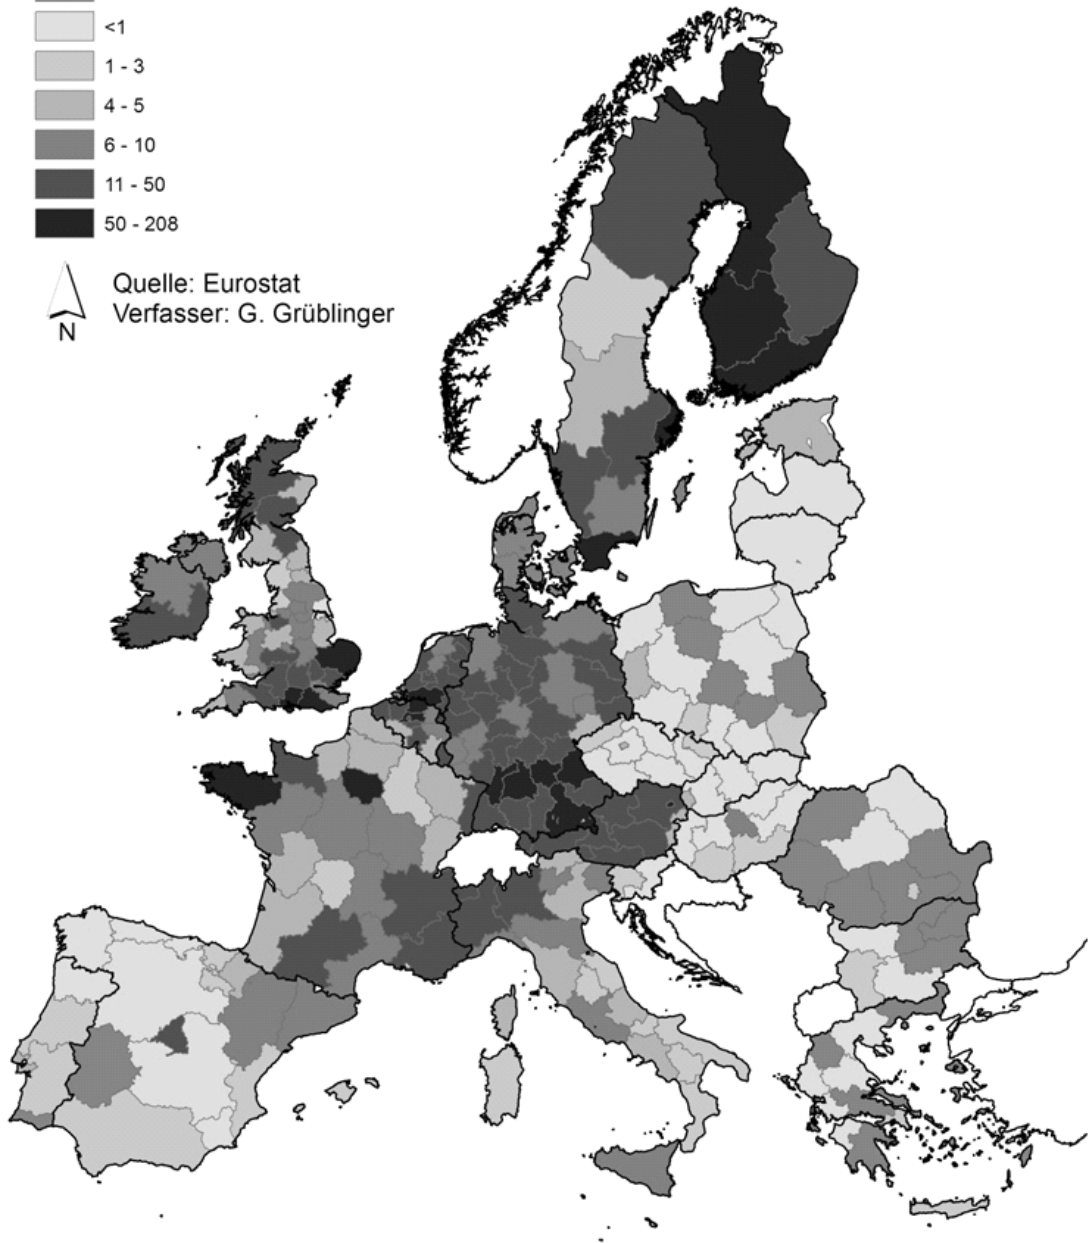 <1
1 - 3
4 - 5
6 - 10
11 - 50
50 - 208
Quelle: Eurostat
Verfasser: G. Grüblinger
N